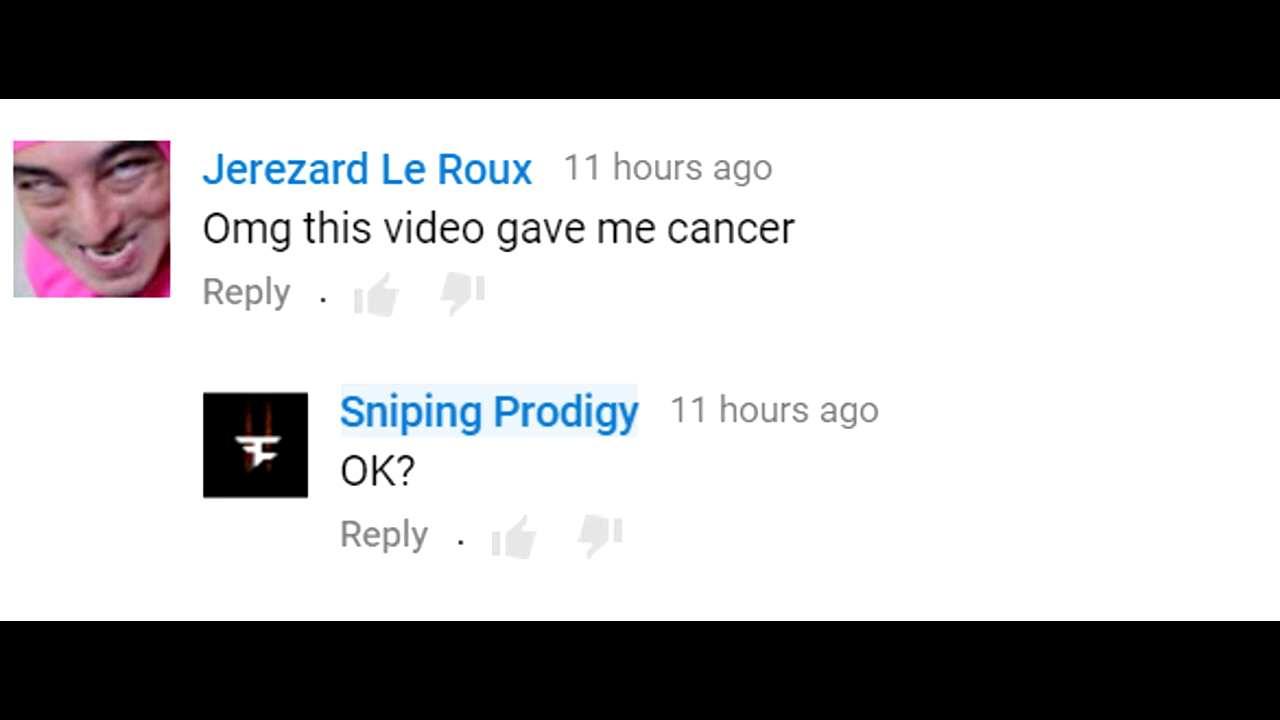 Jerezard Le Roux 11 hours ago
Omg this video gave me cancer
Reply .
Sniping Prodigy 11 hours ago
OK?
Reply .